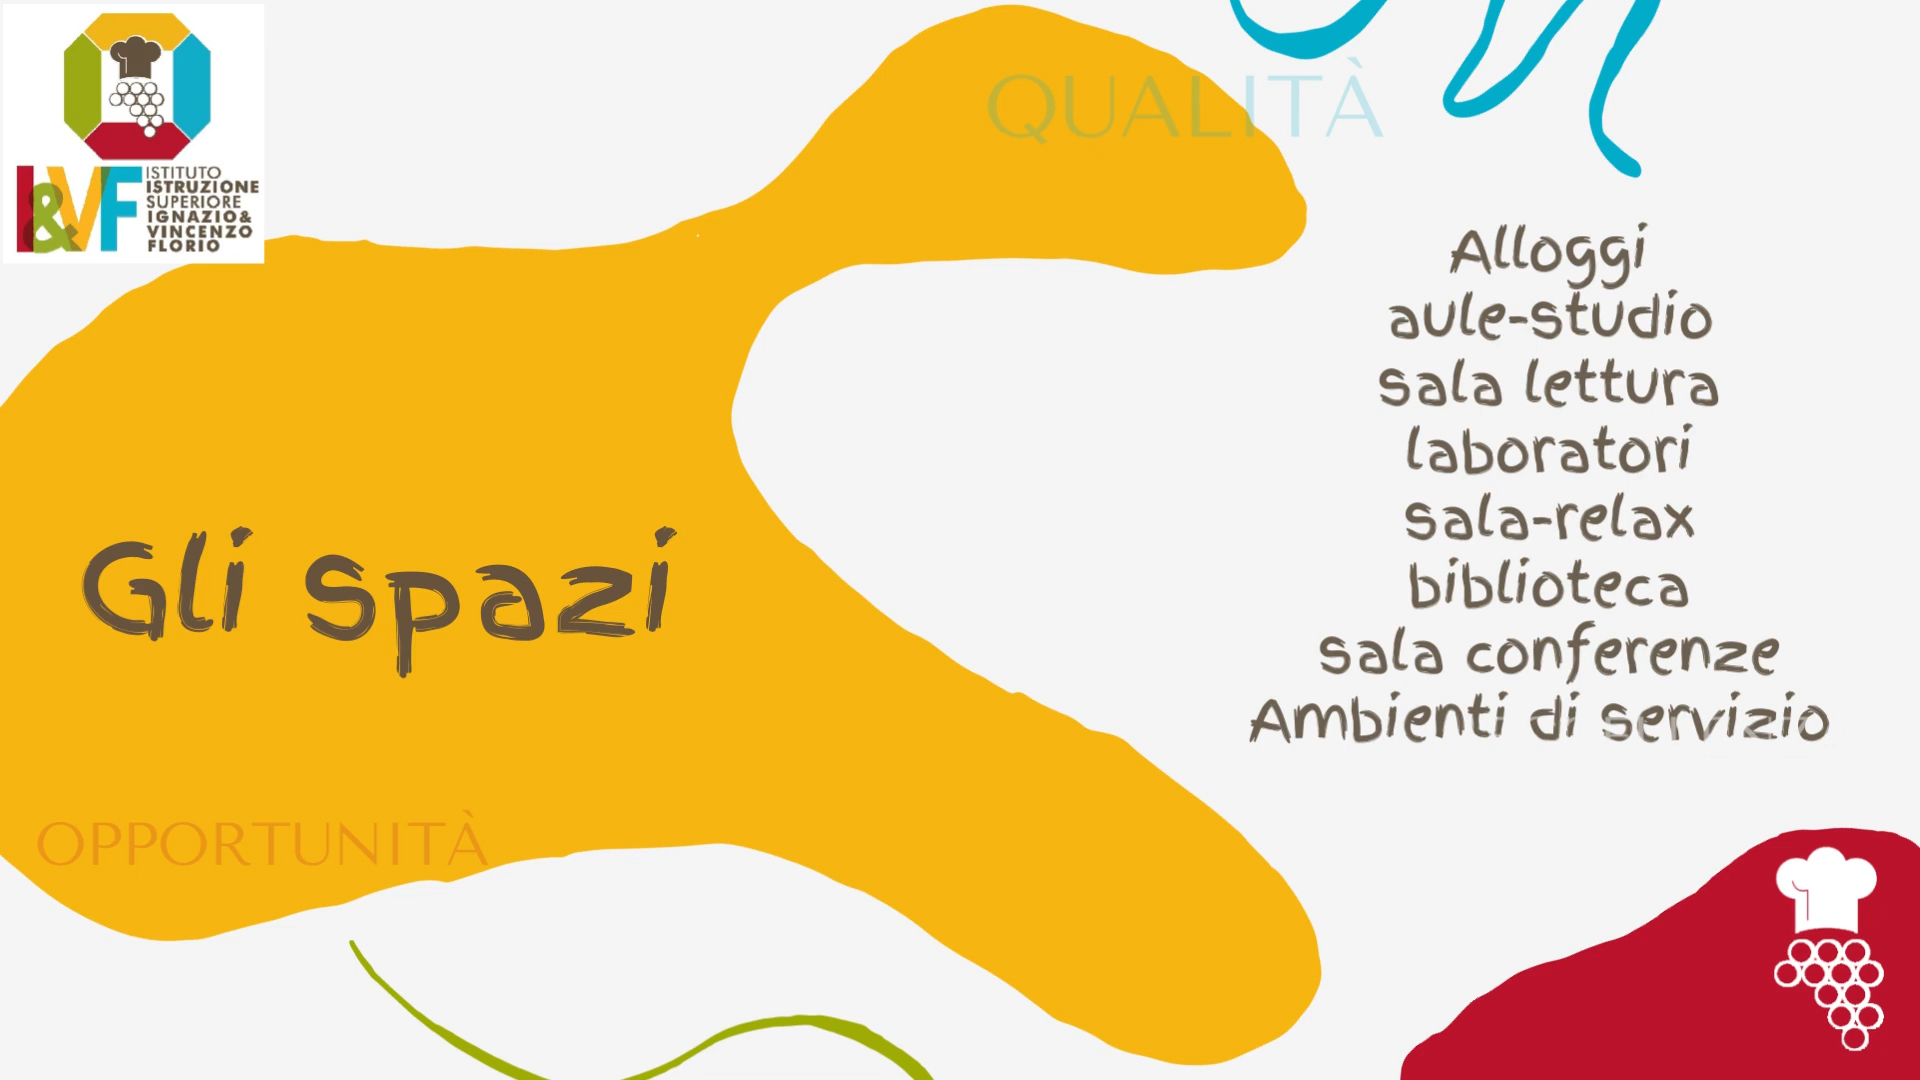 I&VF
ISTITUTO
ISTRUZIONE
SUPERIORE
IGNAZIO&
VINCENZO
FLORIO
QUALITÀ
Alloggi
aule-studio
sala lettura
laboratori
sala-relax
biblioteca
sala conferenze
Ambienti di servizio
Gli spazi
OPPORTUNITÀ